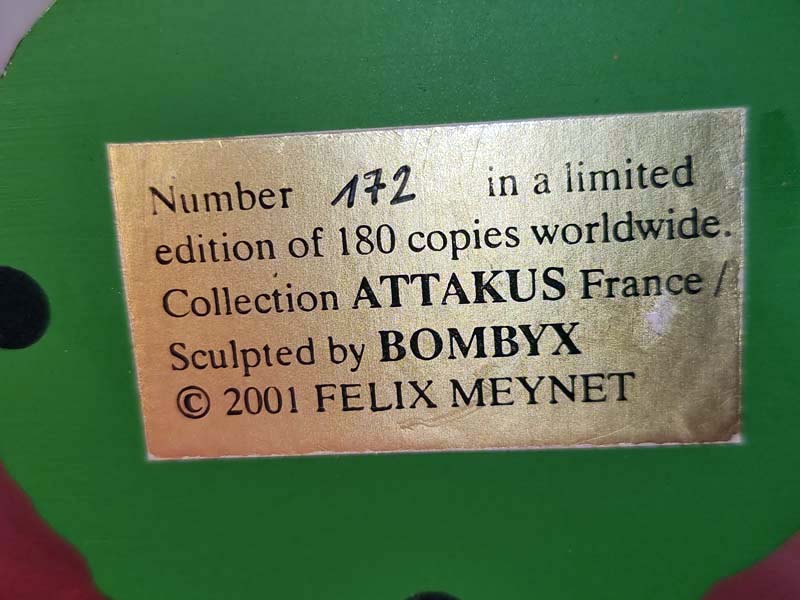 Number 172 in a limited
edition of 180 copies worldwide.
Collection ATTAKUS France /
Sculpted by BOMBYX
© 2001 FELIX MEYNET